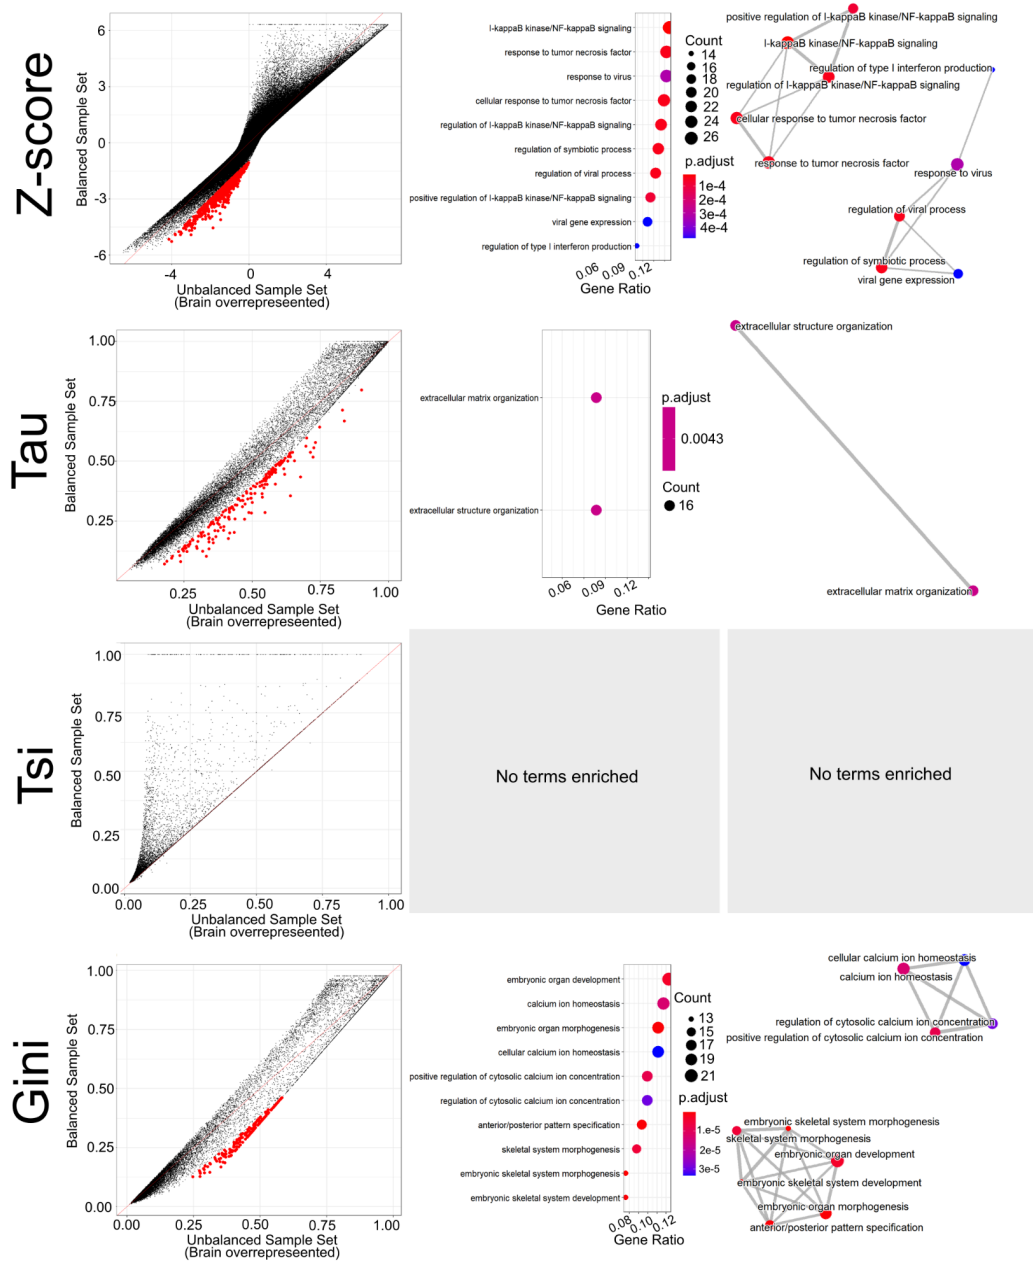 Z-score
Balanced Sample Set
6
3
0
-3
-6
-4
0
4
Unbalanced Sample Set
(Brain overrepreseented)
I-kappaB kinase/NF-kappaB signaling
response to tumor necrosis factor
response to virus
cellular response to tumor necrosis factor
regulation of I-kappaB kinase/NF-kappaB signaling
regulation of symbiotic process
regulation of viral process
positive regulation of I-kappaB kinase/NF-kappaB signaling
viral gene expression
regulation of type I interferon production
0.06
0.09
0.12
Gene Ratio
Count
14
16
18
20
22
24
26
p.adjust
1e-4
2e-4
3e-4
4e-4
positive regulation of I-kappaB kinase/NF-kappaB signaling
I-kappaB kinase/NF-kappaB signaling
regulation of type I interferon production
regulation of I-kappaB kinase/NF-kappaB signaling
cellular response to tumor necrosis factor
response to tumor necrosis factor
response to virus
regulation of viral process
regulation of symbiotic process
viral gene expression
Tau
Balanced Sample Set
1.00
0.75
0.50
0.25
0.25
0.50
0.75
1.00
Unbalanced Sample Set
(Brain overrepreseented)
extracellular matrix organization
extracellular structure organization
0.06
0.09
0.12
Gene Ratio
p.adjust
0.0043
Count
16
extracellular structure organization
extracellular matrix organization
Tsi
Balanced Sample Set
1.00
0.75
0.50
0.25
0.00
0.00
0.25
0.50
0.75
1.00
Unbalanced Sample Set
(Brain overrepreseented)
No terms enriched
No terms enriched
Gini
Balanced Sample Set
1.00
0.75
0.50
0.25
0.00
0.00
0.25
0.50
0.75
1.00
Unbalanced Sample Set
(Brain overrepreseented)
embryonic organ development
calcium ion homeostasis
embryonic organ morphogenesis
cellular calcium ion homeostasis
positive regulation of cytosolic calcium ion concentration
regulation of cytosolic calcium ion concentration
anterior/posterior pattern specification
skeletal system morphogenesis
embryonic skeletal system morphogenesis
embryonic skeletal system development
0.08
0.10
0.12
Gene Ratio
Count
13
15
17
19
21
p.adjust
1.e-5
2e-5
3e-5
cellular calcium ion homeostasis
calcium ion homeostasis
regulation of cytosolic calcium ion concentration
positive regulation of cytosolic calcium ion concentration
embryonic skeletal system morphogenesis
skeletal system morphogenesis
embryonic organ development
embryonic skeletal system development
embryonic organ morphogenesis
anterior/posterior pattern specification